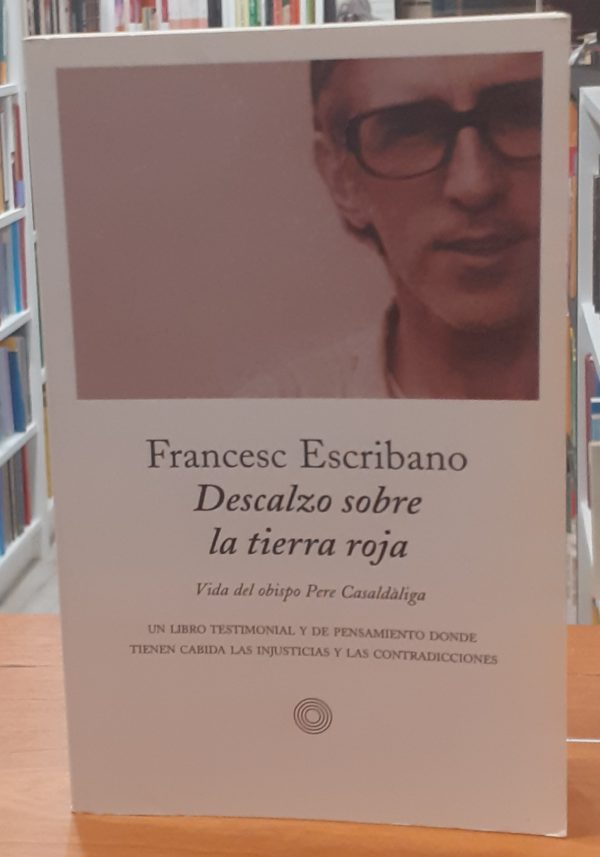 Francesc Escribano
Descalzo sobre
la tierra roja
Vida del obispo Pere Casaldàliga
UN LIBRO TESTIMONIAL Y DE PENSAMIENTO DONDE
TIENEN CABIDA LAS INJUSTICIAS Y LAS CONTRADICCIONES